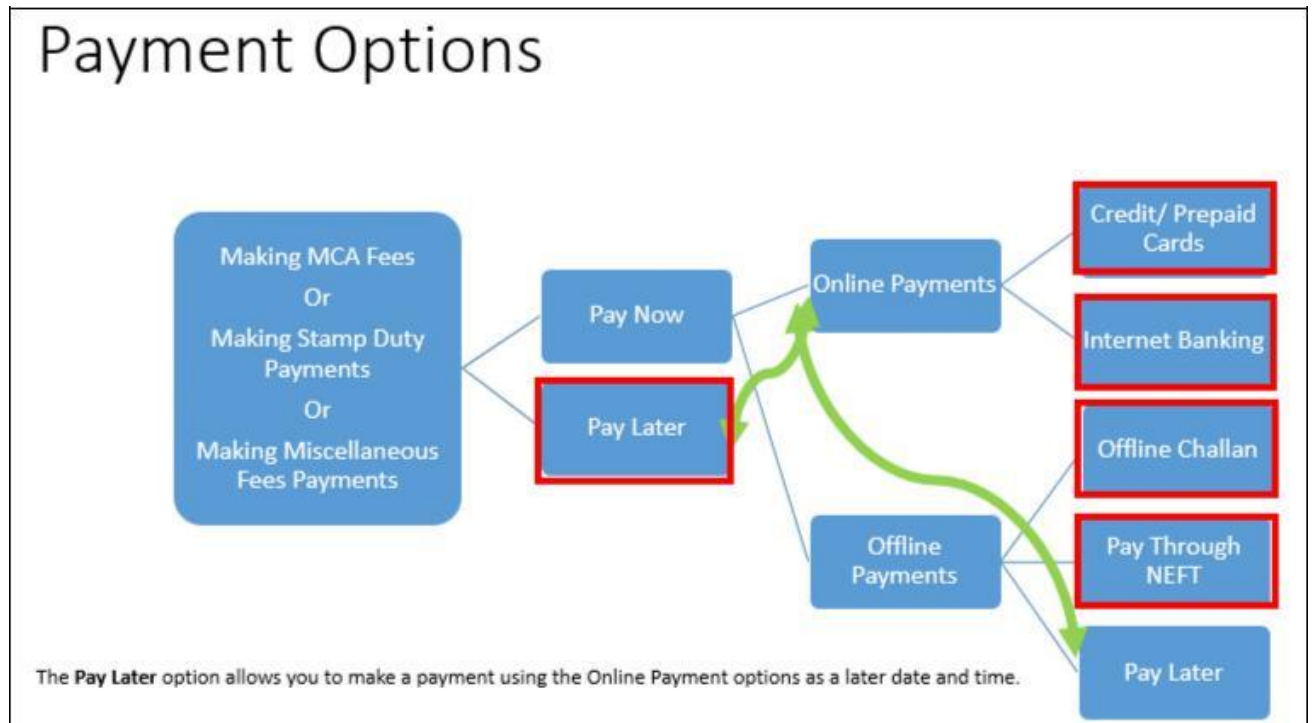 Payment Options
Making MCA Fees
Or
Making Stamp Duty
Payments
Or
Making Miscellaneous
Fees Payments
Pay Now
Pay Later
Online Payments
Offline
Payments
Credit/ Prepaid
Cards
Internet Banking
Offline Challan
Pay Through
NEFT
Pay Later
The Pay Later option allows you to make a payment using the Online Payment options as a later date and time.